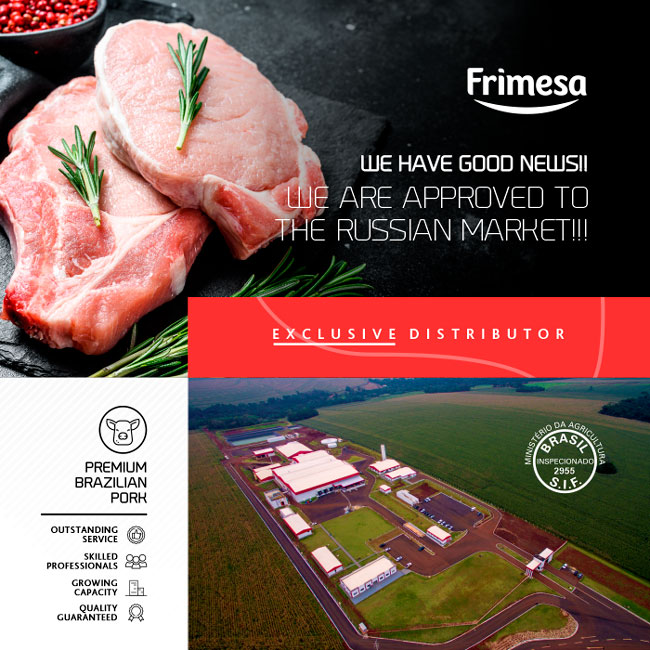 Frimesa
WE HAVE GOOD NEWS!!
WE ARE APPROVED TO
THE RUSSIAN MARKET!!!
EXCLUSIVE DISTRIBUTOR
PREMIUM
BRAZILIAN
PORK
OUTSTANDING
SERVICE
SKILLED
PROFESSIONALS
GROWING
CAPACITY
QUALITY
GUARANTEED
MINISTÉRIO DA AGRICULTURA
BRASIL
INSPECIONADO
2955
S.I.F.